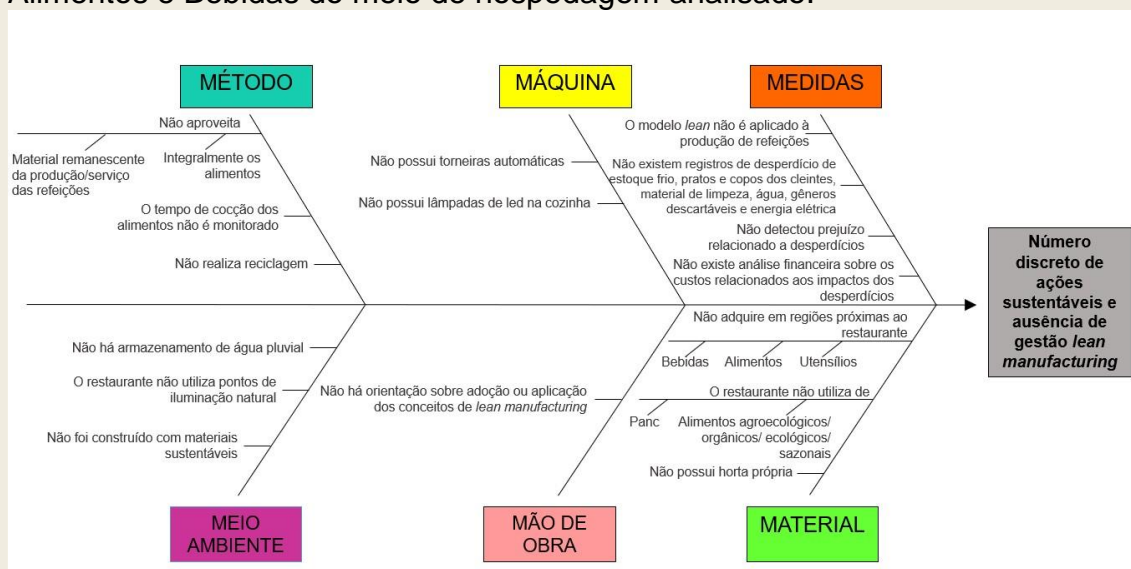 Alimentos e Bebidas do meio de hospedagem analisado.
MÉTODO
MÁQUINA
MEDIDAS
Não aproveita
Material remanescente
da produção/serviço
das refeições
Integralmente os
alimentos
O tempo de cocção dos
alimentos não é monitorado
Não realiza reciclagem
Não possui torneiras automáticas
Não possui lâmpadas de led na cozinha
O modelo lean não é aplicado à
produção de refeições
Não existem registros de desperdício de
estoque frio, pratos e copos dos cleintes,
material de limpeza, água, gêneros
descartáveis e energia elétrica
Não detectou prejuízo
relacionado a desperdícios
Não existe análise financeira sobre os
custos relacionados aos impactos dos
desperdícios
Número
discreto de
ações
sustentáveis e
ausência de
gestão lean
manufacturing
Não há armazenamento de água pluvial
O restaurante não utiliza pontos de
iluminação natural
Não foi construído com materiais
sustentáveis
Não há orientação sobre adoção ou aplicação
dos conceitos de lean manufacturing
Não adquire em regiões próximas ao
restaurante
Bebidas Alimentos Utensílios
O restaurante não utiliza de
Panc
Alimentos agroecológicos/
orgânicos/ ecológicos/
sazonais
Não possui horta própria
MEIO
AMBIENTE
MÃO DE
OBRA
MATERIAL